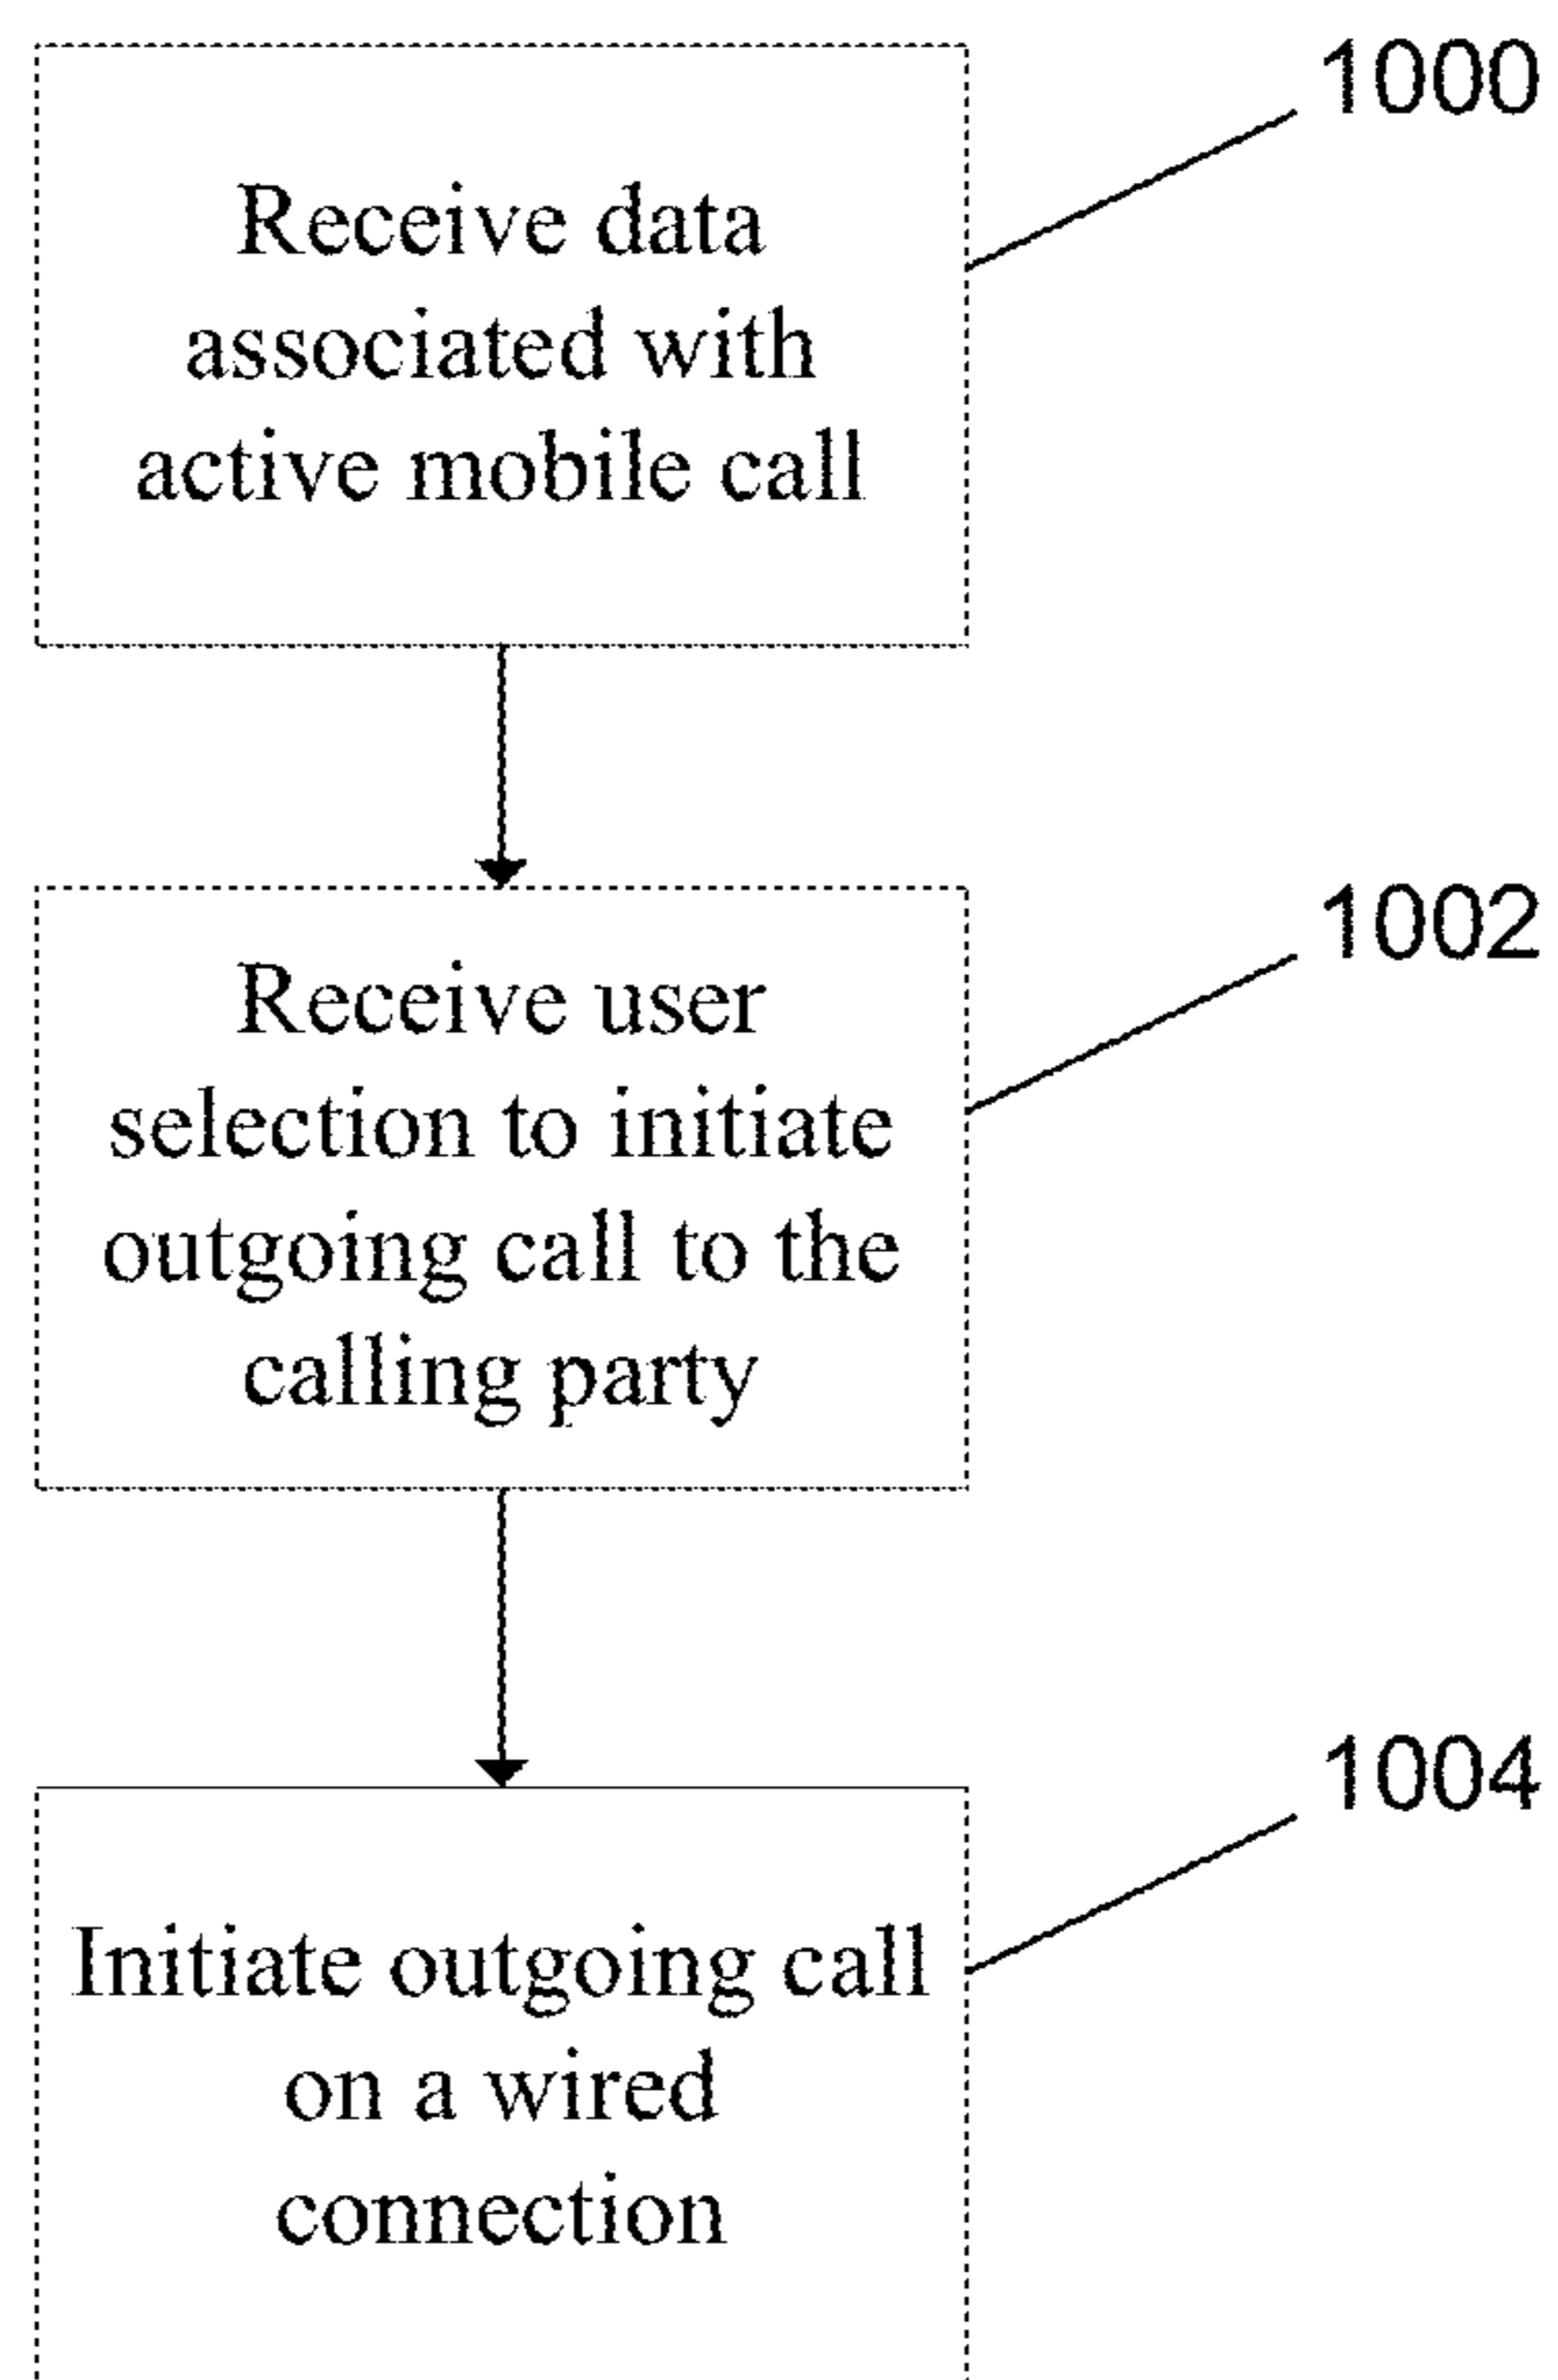 1000
Receive data
associated with
active mobile call
1002
Receive user
selection to initiate
outgoing call to the
calling party
1004
Initiate outgoing call
on a wired
connection